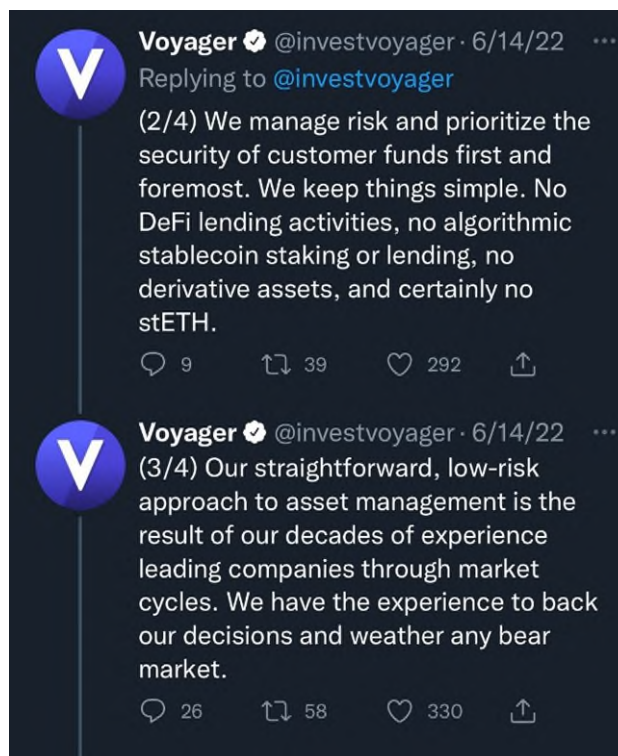 Voyager @investvoyager · 6/14/22 ...
Replying to @investvoyager
(2/4) We manage risk and prioritize the
security of customer funds first and
foremost. We keep things simple. No
DeFi lending activities, no algorithmic
stablecoin staking or lending, no
derivative assets, and certainly no
stETH.
9 39 292
Voyager @investvoyager · 6/14/22 ...
(3/4) Our straightforward, low-risk
approach to asset management is the
result of our decades of experience
leading companies through market
cycles. We have the experience to back
our decisions and weather any bear
market.
26 58 330